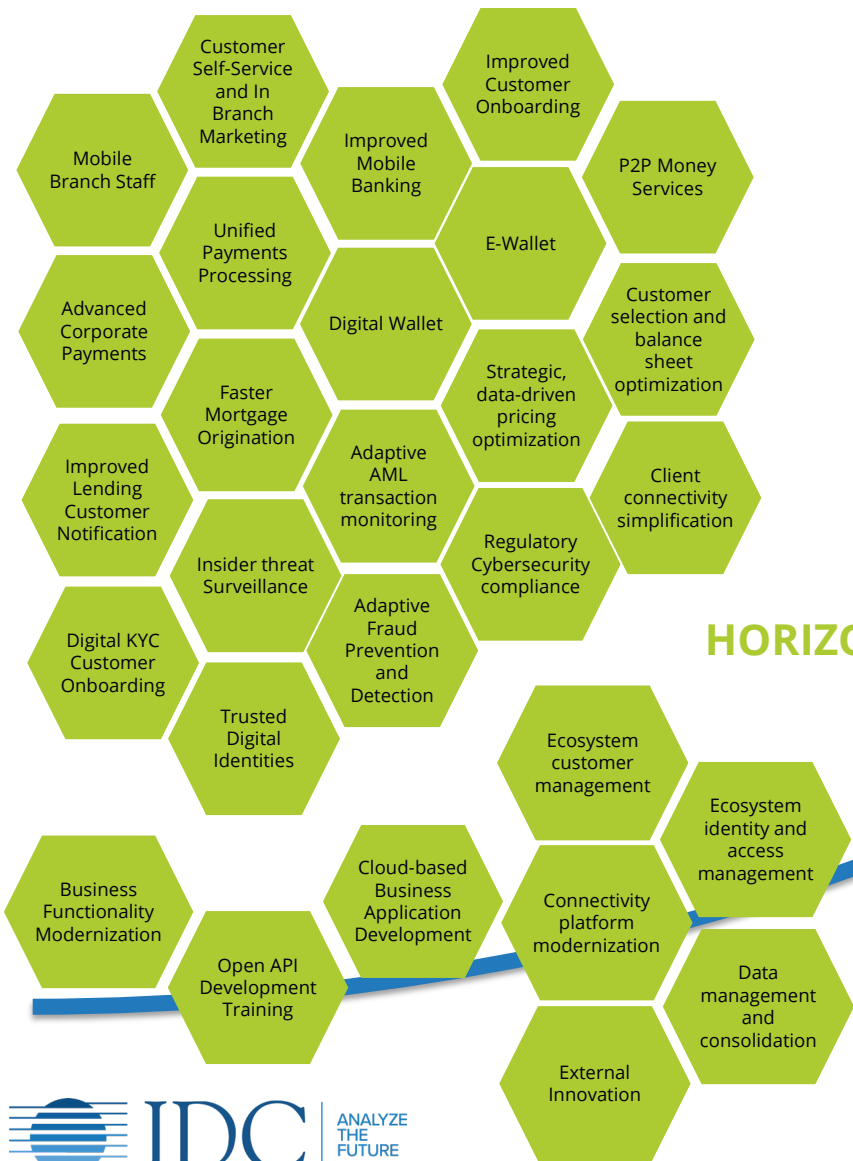 Customer
Self-Service
and In
Branch
Marketing
Improved
Customer
Onboarding
Mobile
Branch Staff
Improved
Mobile
Banking
P2P Money
Services
Unified
Payments
Processing
E-Wallet
Advanced
Corporate
Payments
Digital Wallet
Customer
selection and
balance
sheet
optimization
Faster
Mortgage
Origination
Strategic,
data-driven
pricing
optimization
Improved
Lending
Customer
Notification
Adaptive
AML
transaction
monitoring
Client
connectivity
simplification
Insider threat
Surveillance
Regulatory
Cybersecurity
compliance
Digital KYC
Customer
Onboarding
Adaptive
Fraud
Prevention
and
Detection
HORIZO
Trusted
Digital
Identities
Ecosystem
customer
management
Ecosystem
identity and
access
management
Business
Functionality
Modernization
Cloud-based
Business
Application
Development
Connectivity
platform
modernization
Open API
Development
Training
Data
management
and
consolidation
External
Innovation
IDC
ANALYZE
THE
FUTURE